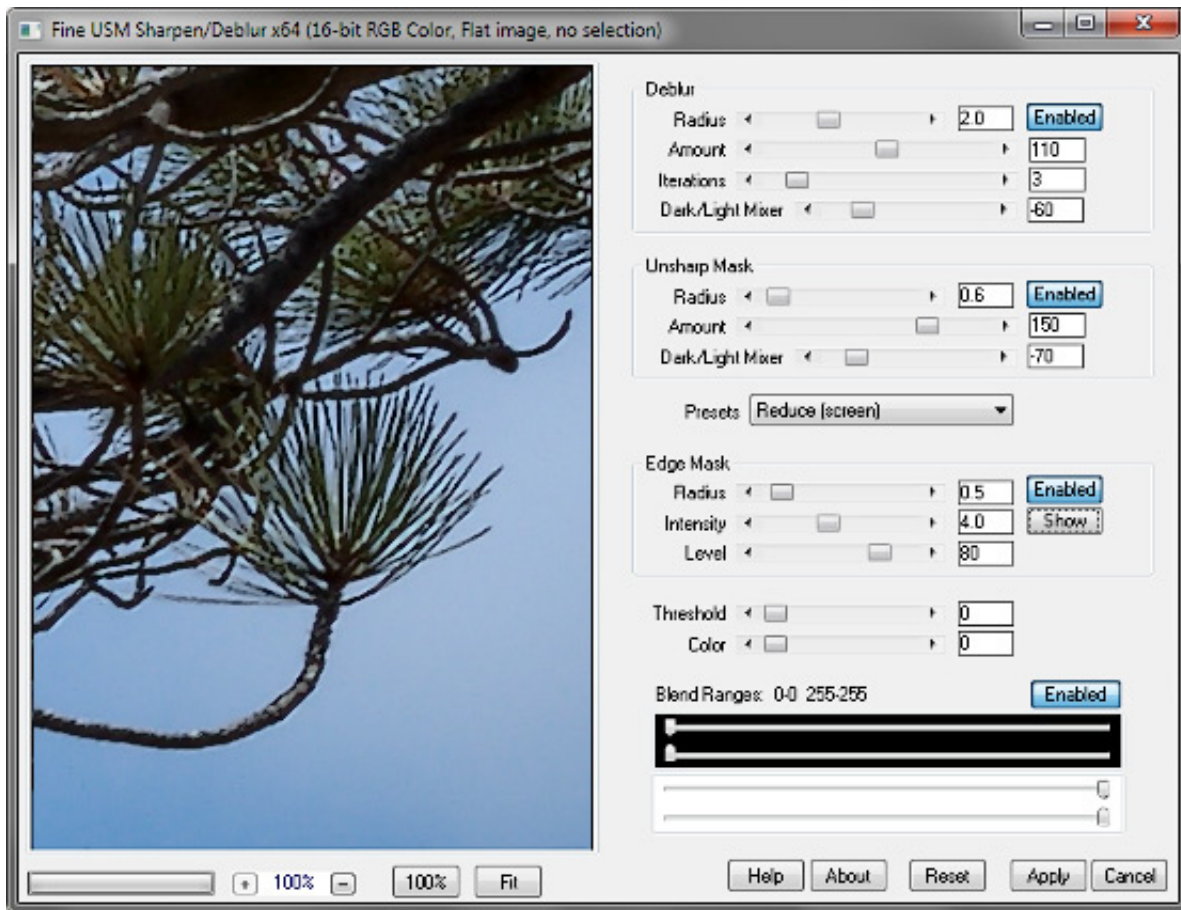 Fine USM Sharpen/Deblur x64 (16-bit RGB Color, Flat image, no selection)
Deblur
Radius 2.0 Enabled
Amount 110
Iterations 3
Dark/Light Mixer -60
Unsharp Mask
Radius 0.6 Enabled
Amount 150
Dark/Light Mixer -70
Presets Reduce (screen)
Edge Mask
Radius 0.5 Enabled
Intensity 4.0 Show
Level 80
Threshold 0
Color 0
Blend Ranges: 0-0 255-255 Enabled
+ 100% - 100% Fit Help About Reset Apply Cancel